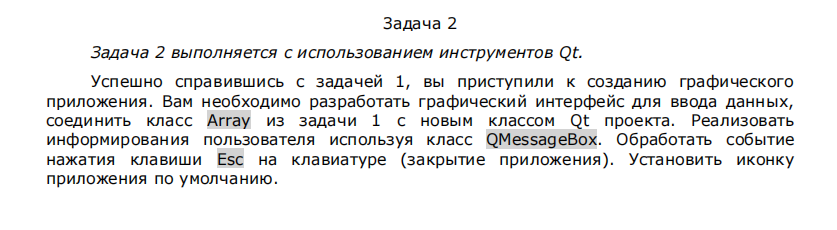 Задача 2
Задача 2 выполняется с использованием инструментов Qt.
Успешно справившись с задачей 1, вы приступили к созданию графического
приложения. Вам необходимо разработать графический интерфейс для ввода данных,
соединить класс Array из задачи 1 с новым классом Qt проекта. Реализовать
информирования пользователя используя класс QMessageBox. Обработать событие
нажатия клавиши Esc на клавиатуре (закрытие приложения). Установить иконку
приложения по умолчанию.